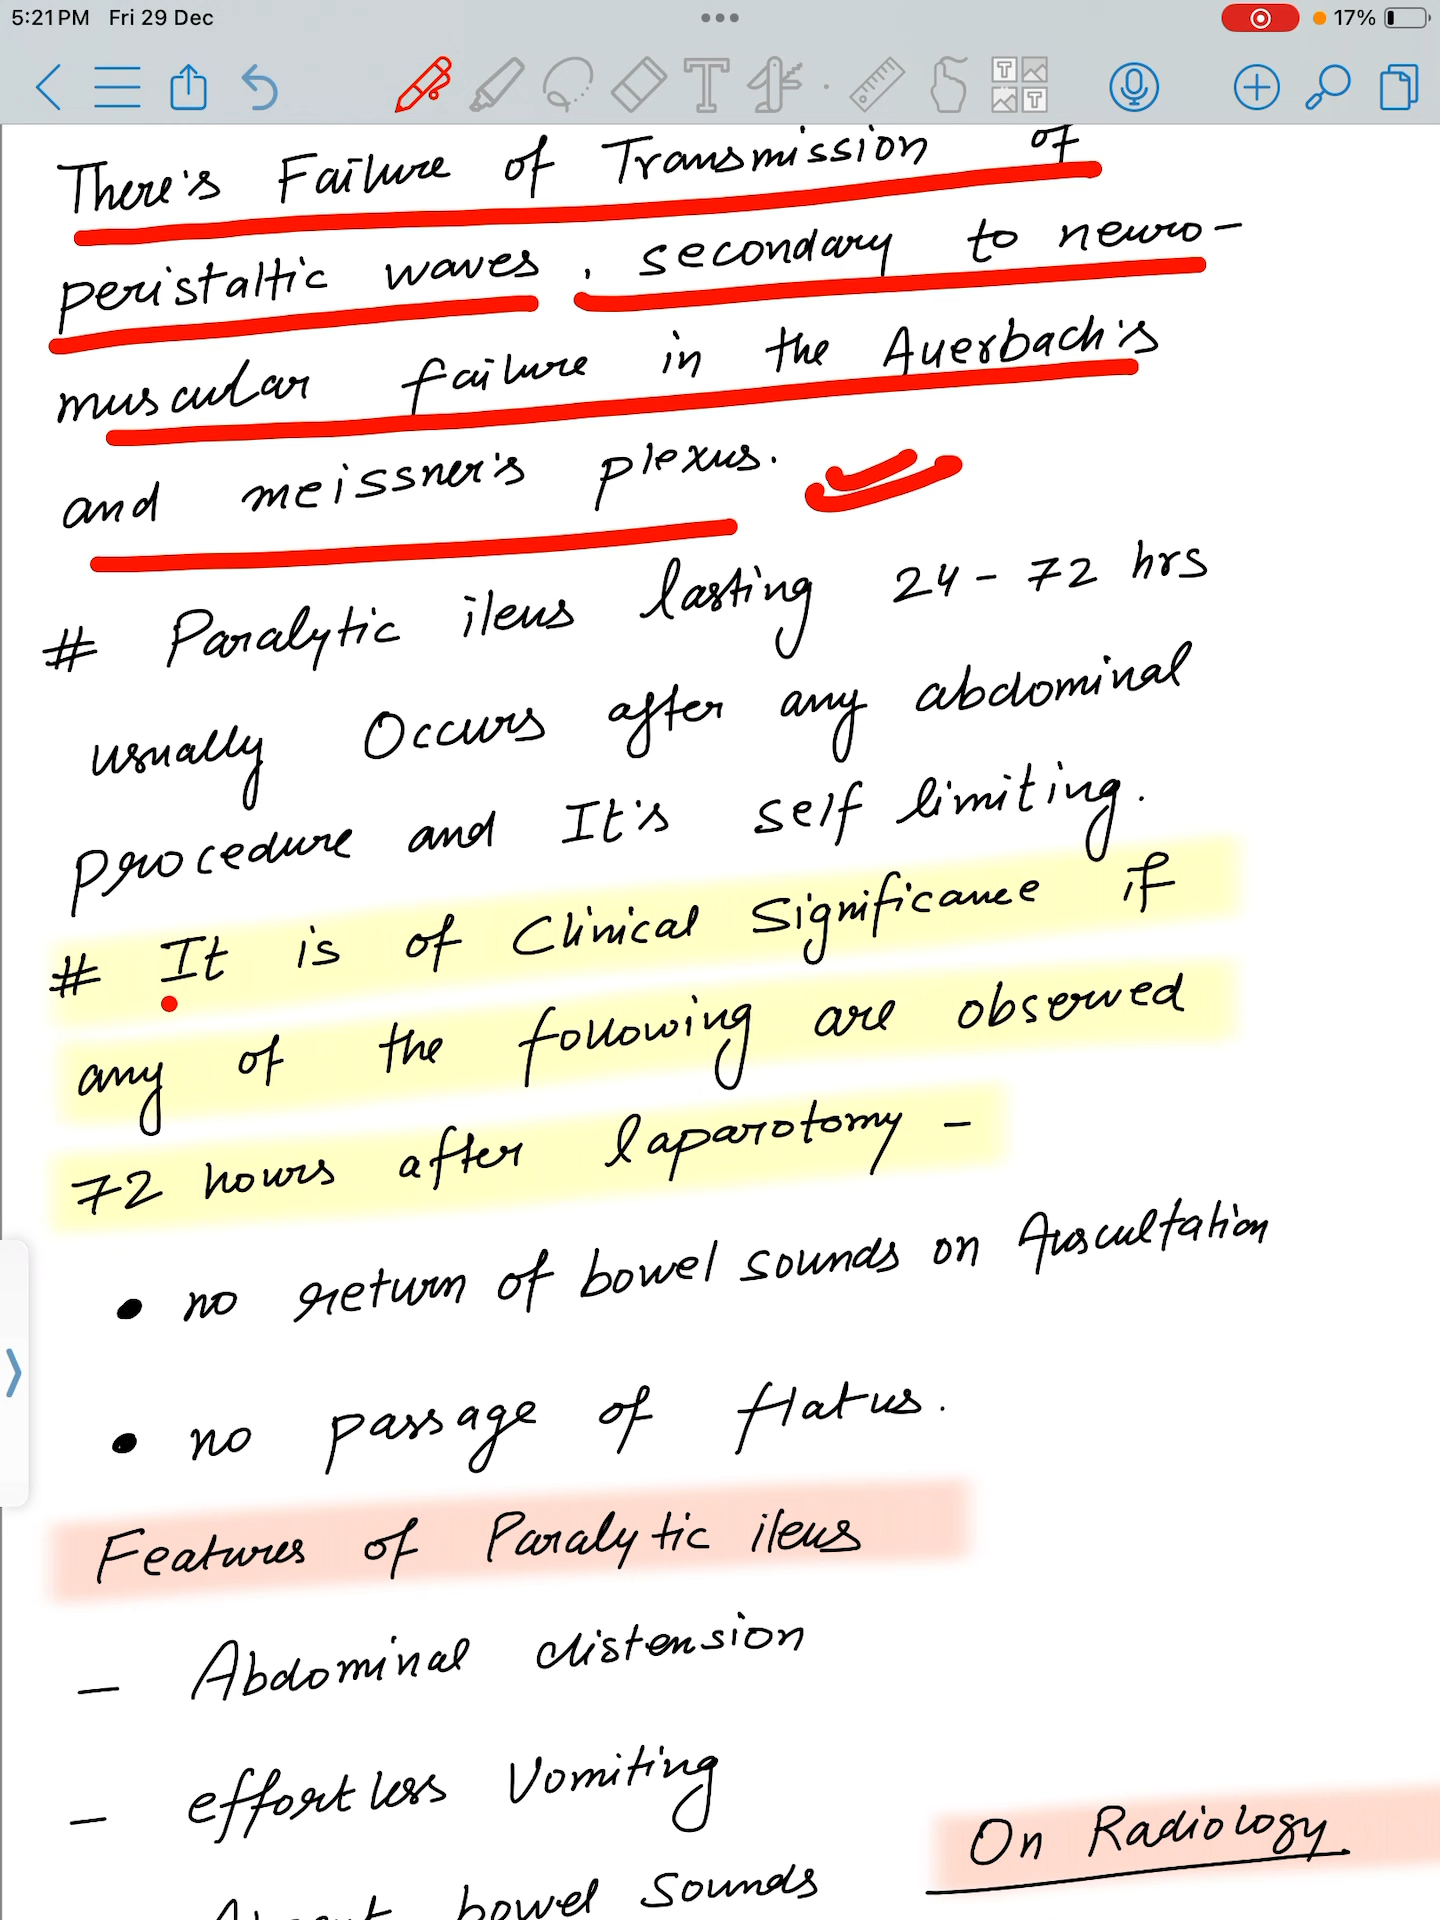 5:21 PM Fri 29 Dec
17%
There's Failure of Transmission of
peristaltic waves, secondary to neuro-
muscular failure in the Auerbach's
and meissner's plexus.
# Paralytic ileus lasting 24-72 hrs
usually Occurs after any abdominal
procedure and It's self limiting.
# It is of Clinical Significance if
any of the following are observed
72 hours after laparotomy -
• no return of bowel sounds on Auscultation
• no passage of flatus.
Features of Paralytic ileus
- Abdominal distension
- effortless Vomiting
On Radiology
Absent bowel sounds